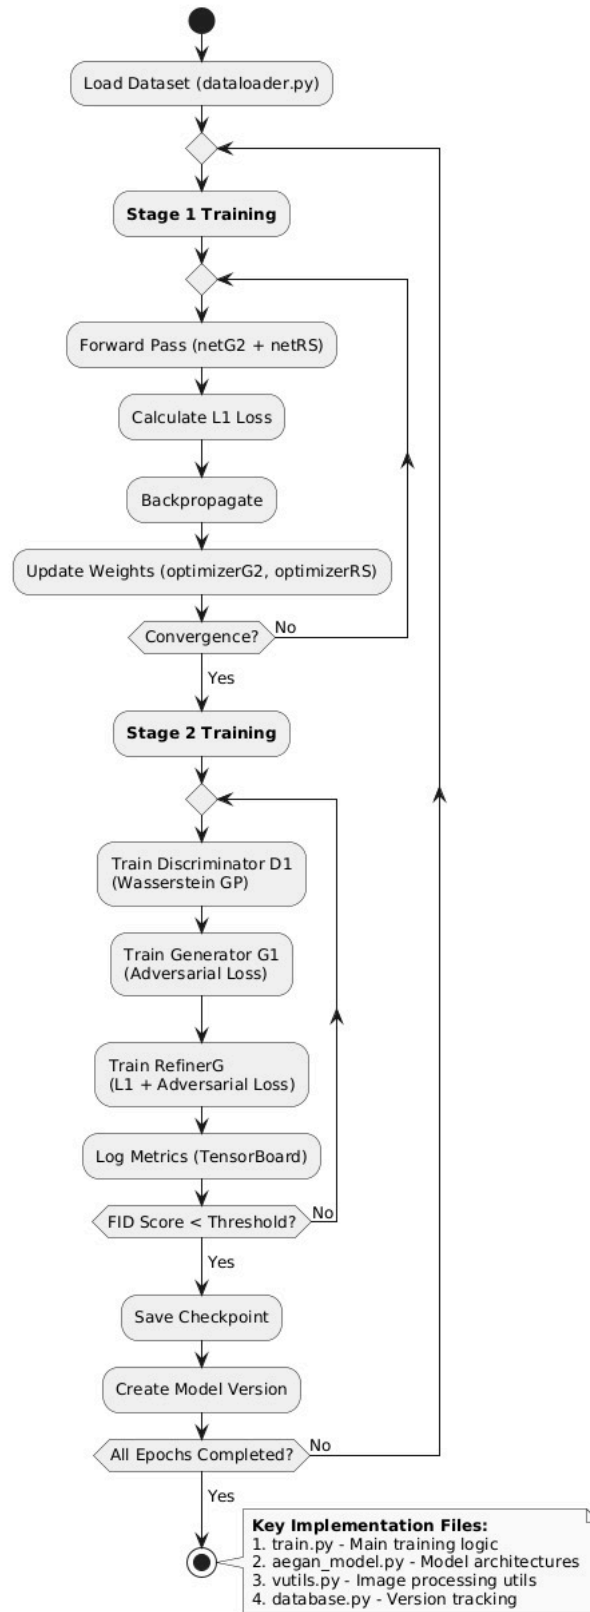 Load Dataset (dataloader.py)
Stage 1 Training
Forward Pass (netG2 + netRS)
Calculate L1 Loss
Backpropagate
Update Weights (optimizerG2, optimizerRS)
Convergence?
No
Yes
Stage 2 Training
Train Discriminator D1
(Wasserstein GP)
Train Generator G1
(Adversarial Loss)
Train RefinerG
(L1 + Adversarial Loss)
Log Metrics (TensorBoard)
FID Score < Threshold?
No
Yes
Save Checkpoint
Create Model Version
All Epochs Completed?
No
Yes
Key Implementation Files:
1. train.py - Main training logic
2. aegan_model.py - Model architectures
3. vutils.py - Image processing utils
4. database.py - Version tracking